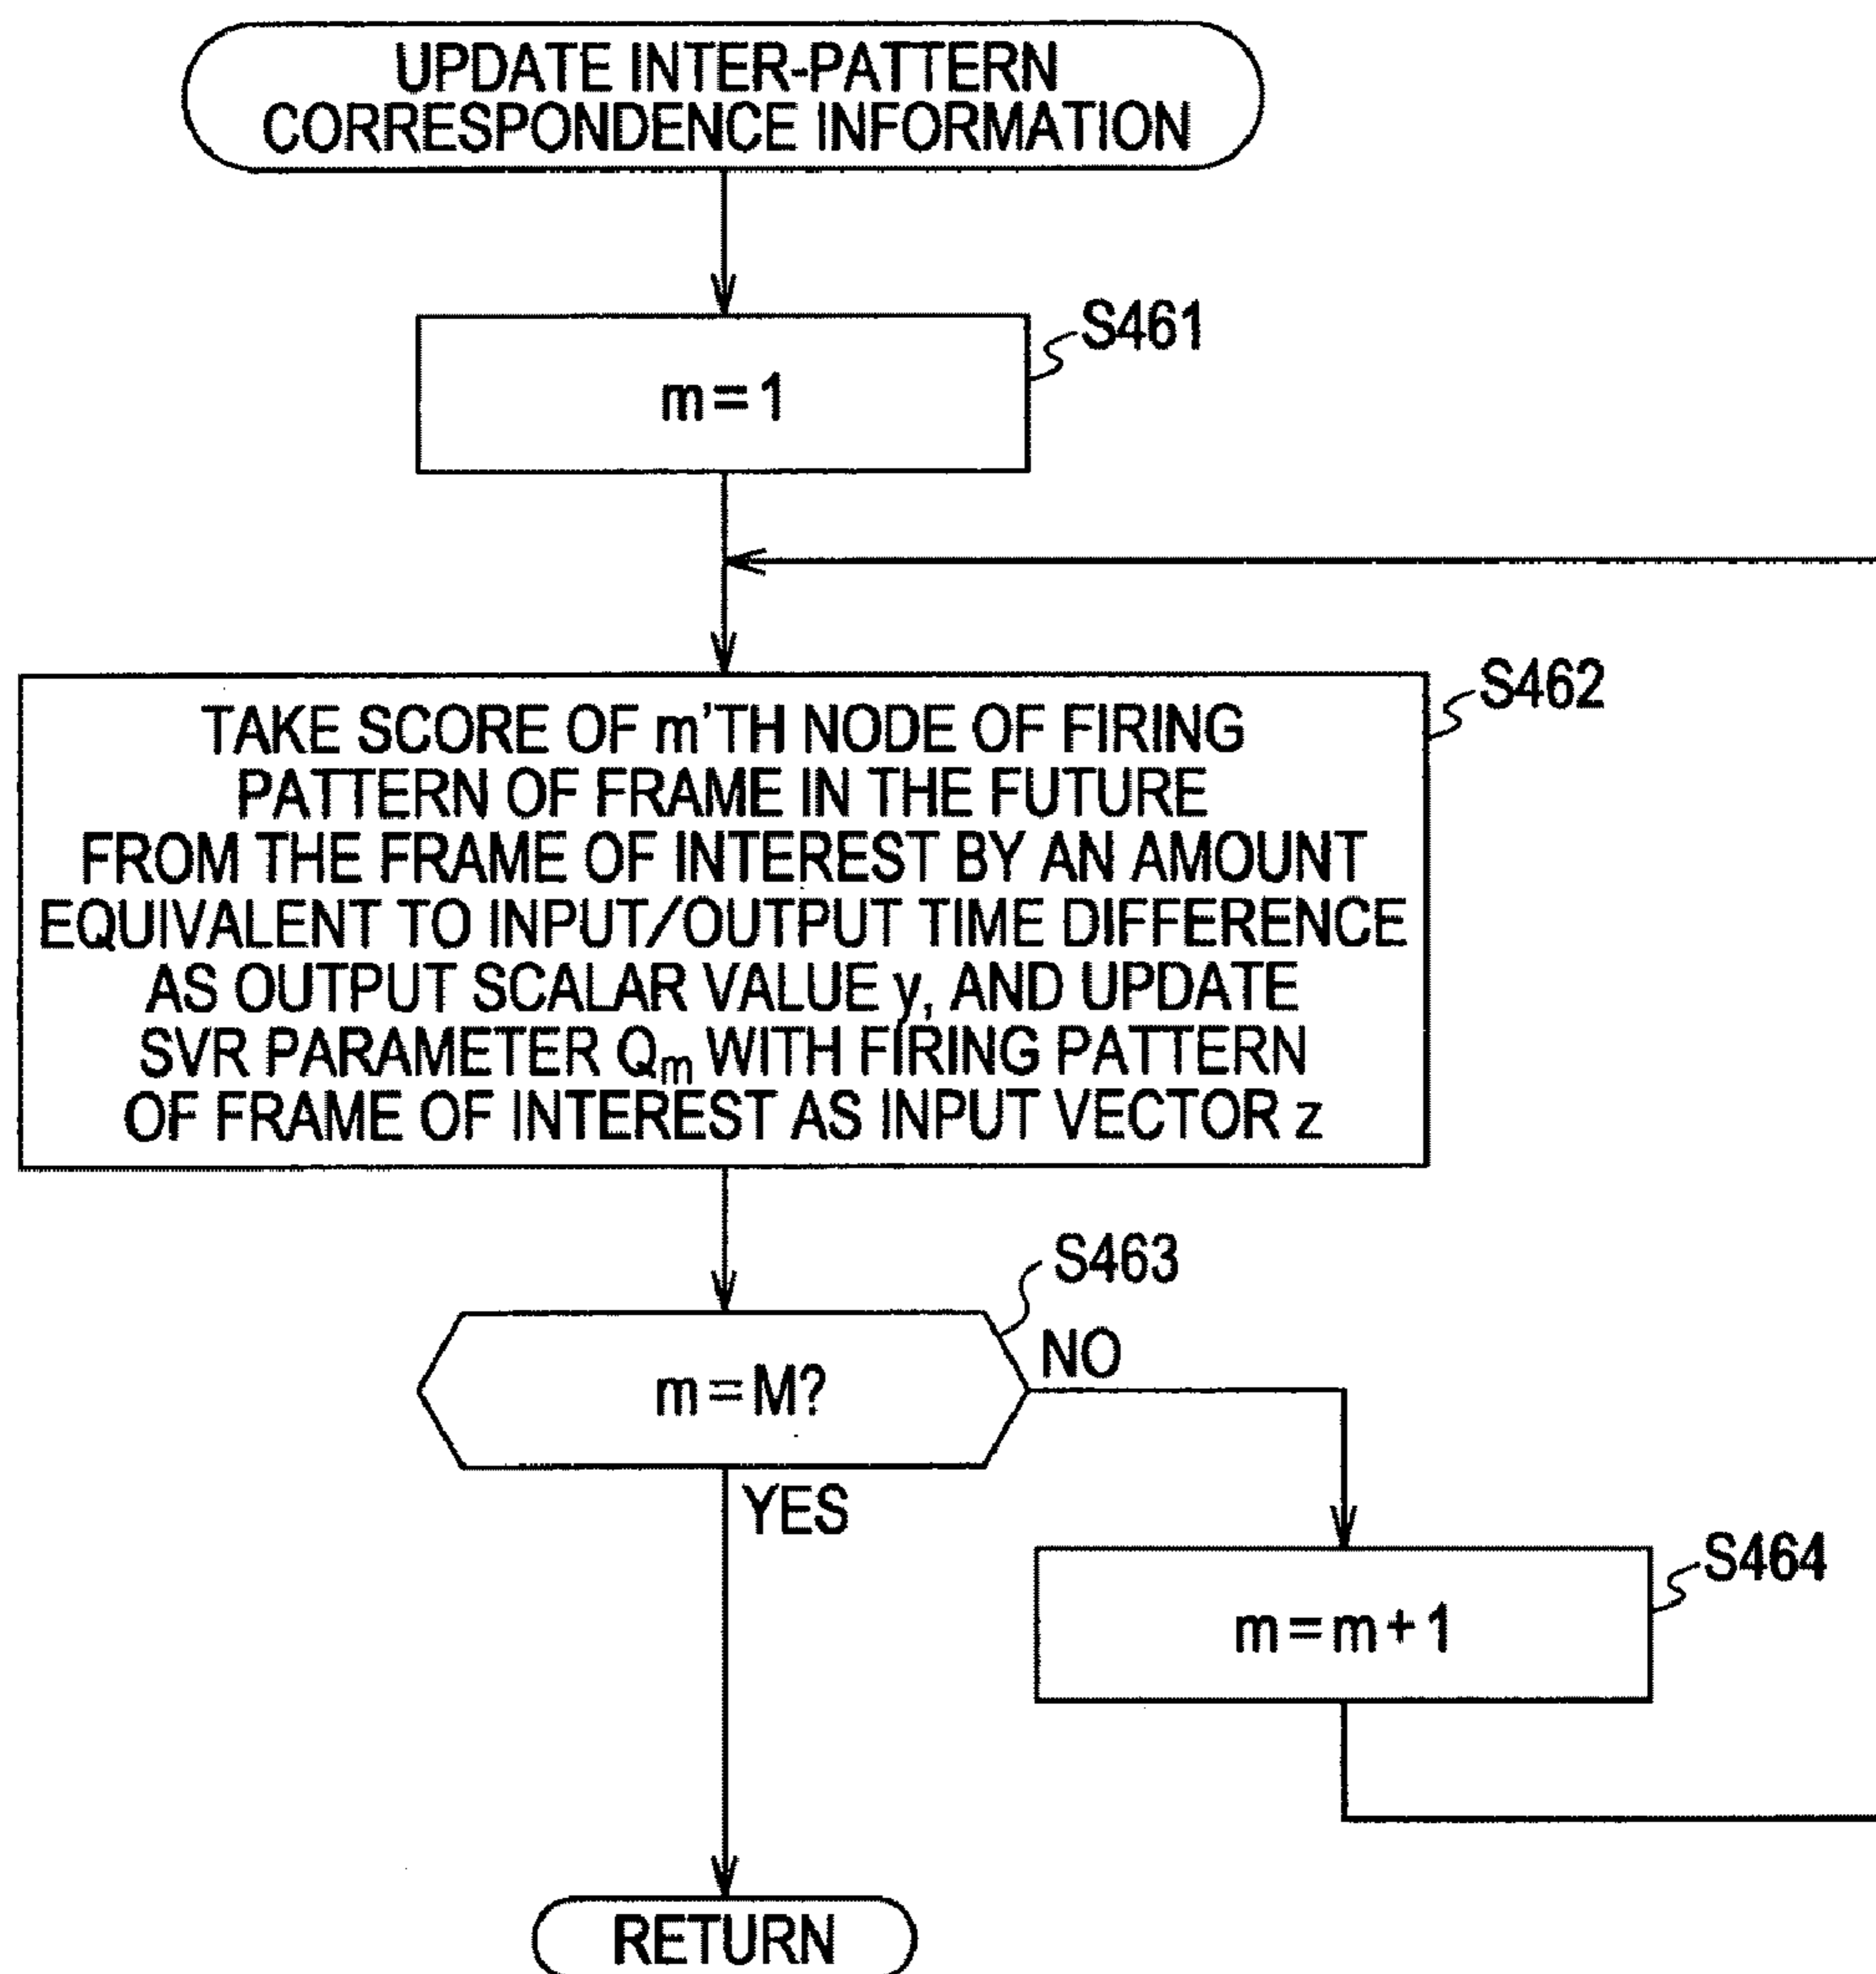 UPDATE INTER-PATTERN
CORRESPONDENCE INFORMATION
S461
m=1
S462
TAKE SCORE OF m'TH NODE OF FIRING
PATTERN OF FRAME IN THE FUTURE
FROM THE FRAME OF INTEREST BY AN AMOUNT
EQUIVALENT TO INPUT/OUTPUT TIME DIFFERENCE
AS OUTPUT SCALAR VALUE y, AND UPDATE
SVR PARAMETER Qm WITH FIRING PATTERN
OF FRAME OF INTEREST AS INPUT VECTOR z
S463
NO
m=M?
YES
S464
m=m+1
RETURN